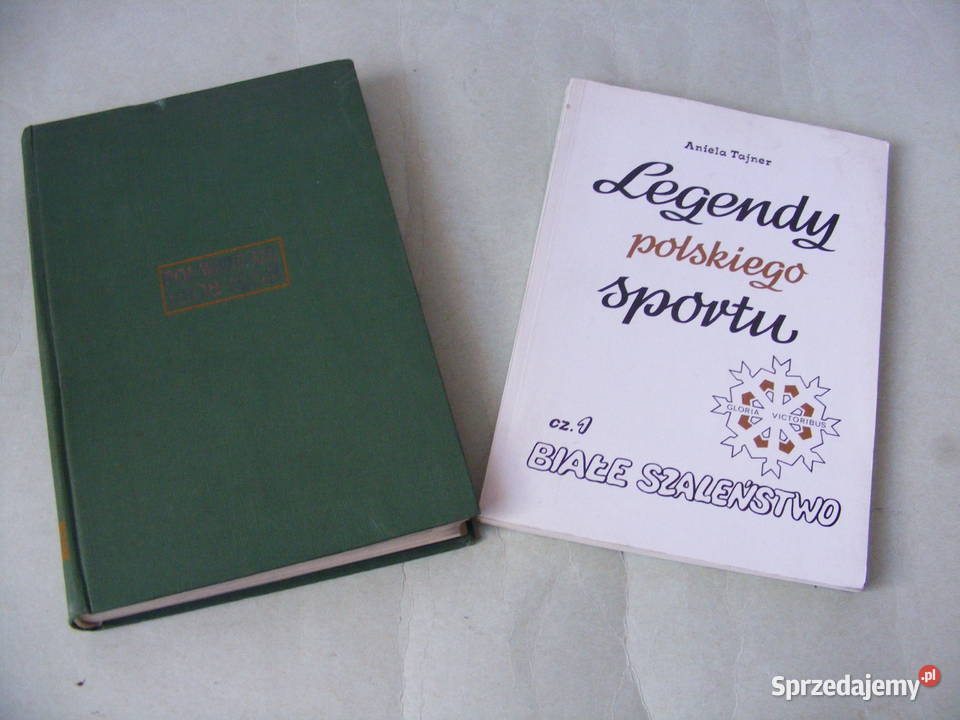 Aniela Tajner
Legendy
polskiego
sportu
GLORIA VICTORIBUS
cz. 1
BIAŁE SZALEŃSTWO
Sprzedajemy.pl